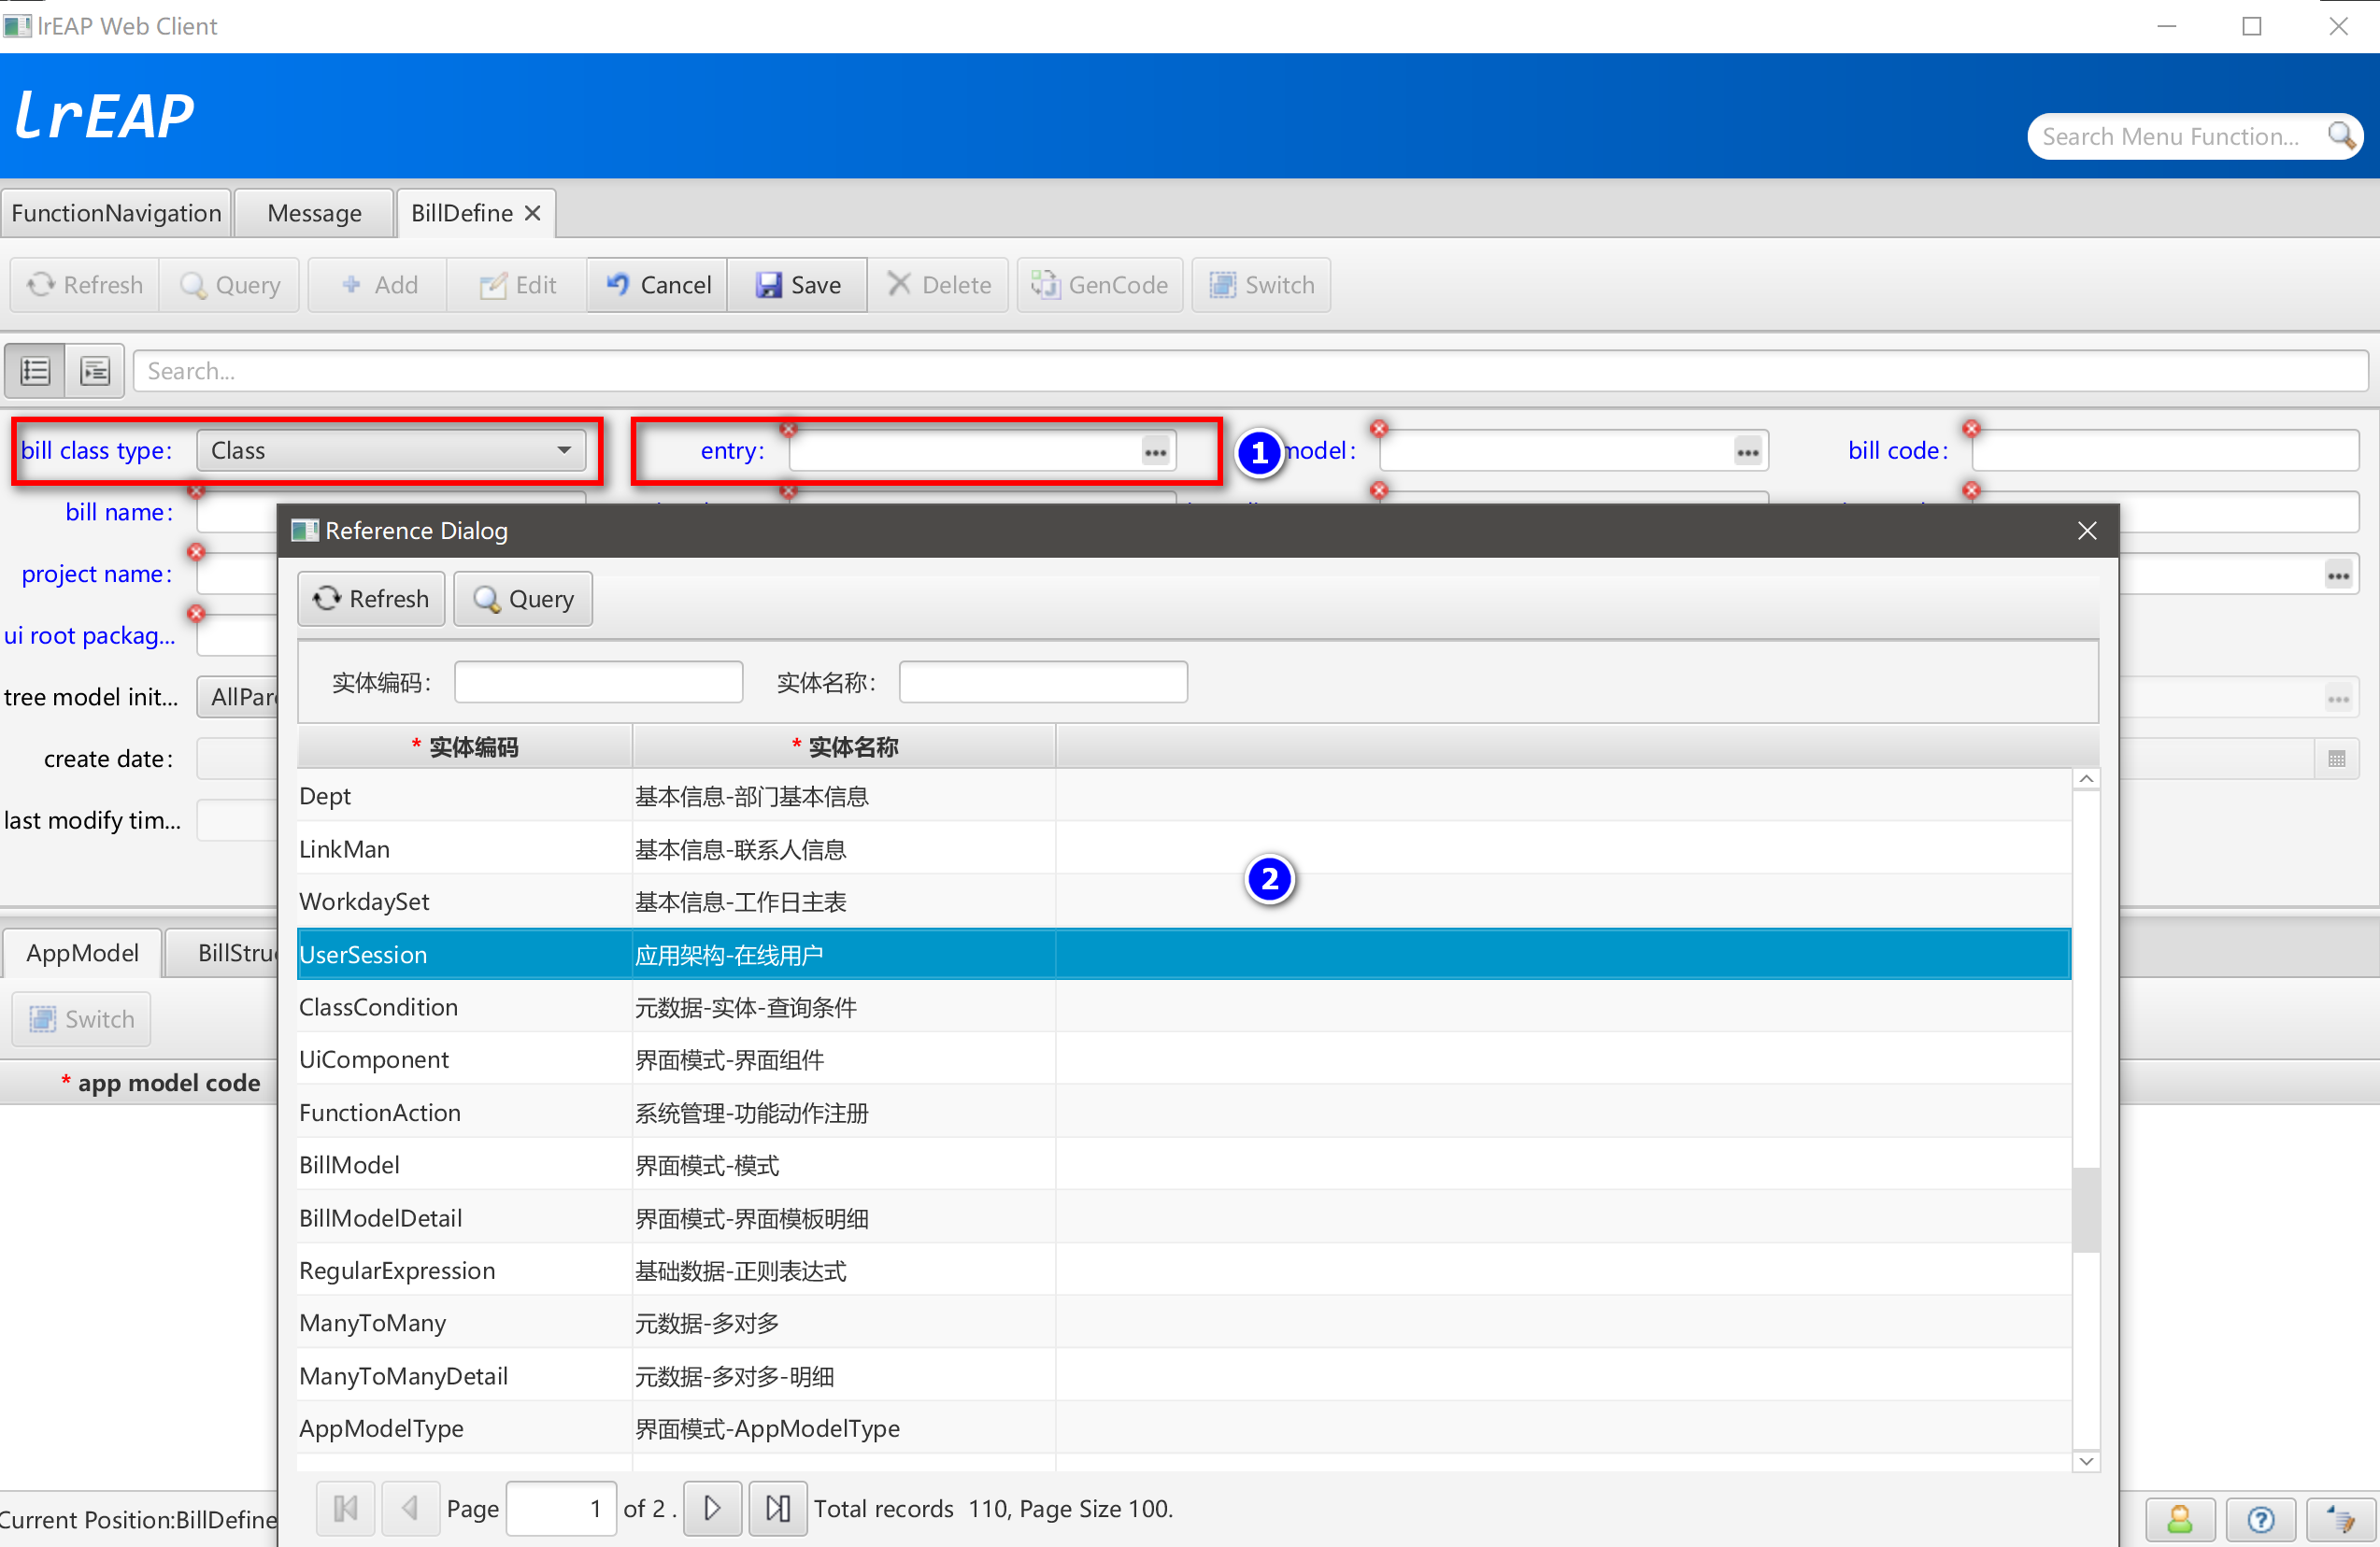 lrEAP Web Client
lrEAP
Search Menu Function...
FunctionNavigation Message BillDefine
Refresh Query Add Edit Cancel Save Delete GenCode Switch
Search...
bill class type: Class entry: 1 model: bill code:
bill name:
Reference Dialog
project name:
Refresh Query
ui root packag...
实体编码: 实体名称:
tree model init... AllPar
* 实体编码 * 实体名称
create date:
Dept 基本信息-部门基本信息
last modify tim...
LinkMan 基本信息-联系人信息
2
WorkdaySet 基本信息-工作日主表
AppModel BillStru
UserSession 应用架构-在线用户
ClassCondition 元数据-实体-查询条件
Switch
UiComponent 界面模式-界面组件
* app model code
FunctionAction 系统管理-功能动作注册
BillModel 界面模式-模式
BillModelDetail 界面模式-界面模板明细
RegularExpression 基础数据-正则表达式
ManyToMany 元数据-多对多
ManyToManyDetail 元数据-多对多-明细
AppModelType 界面模式-AppModelType
Page 1 of 2 . Total records 110, Page Size 100.
Current Position:BillDefine